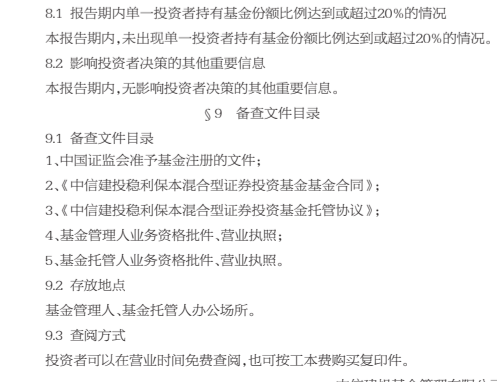 8.1 报告期内单一投资者持有基金份额比例达到或超过20%的情况
本报告期内,未出现单一投资者持有基金份额比例达到或超过20%的情况。
8.2 影响投资者决策的其他重要信息
本报告期内,无影响投资者决策的其他重要信息。
§9 备查文件目录
9.1 备查文件目录
1、中国证监会准予基金注册的文件;
2、《中信建投稳利保本混合型证券投资基金基金合同》;
3、《中信建投稳利保本混合型证券投资基金托管协议》;
4、基金管理人业务资格批件、营业执照;
5、基金托管人业务资格批件、营业执照。
9.2 存放地点
基金管理人、基金托管人办公场所。
9.3 查阅方式
投资者可以在营业时间免费查阅,也可按工本费购买复印件。